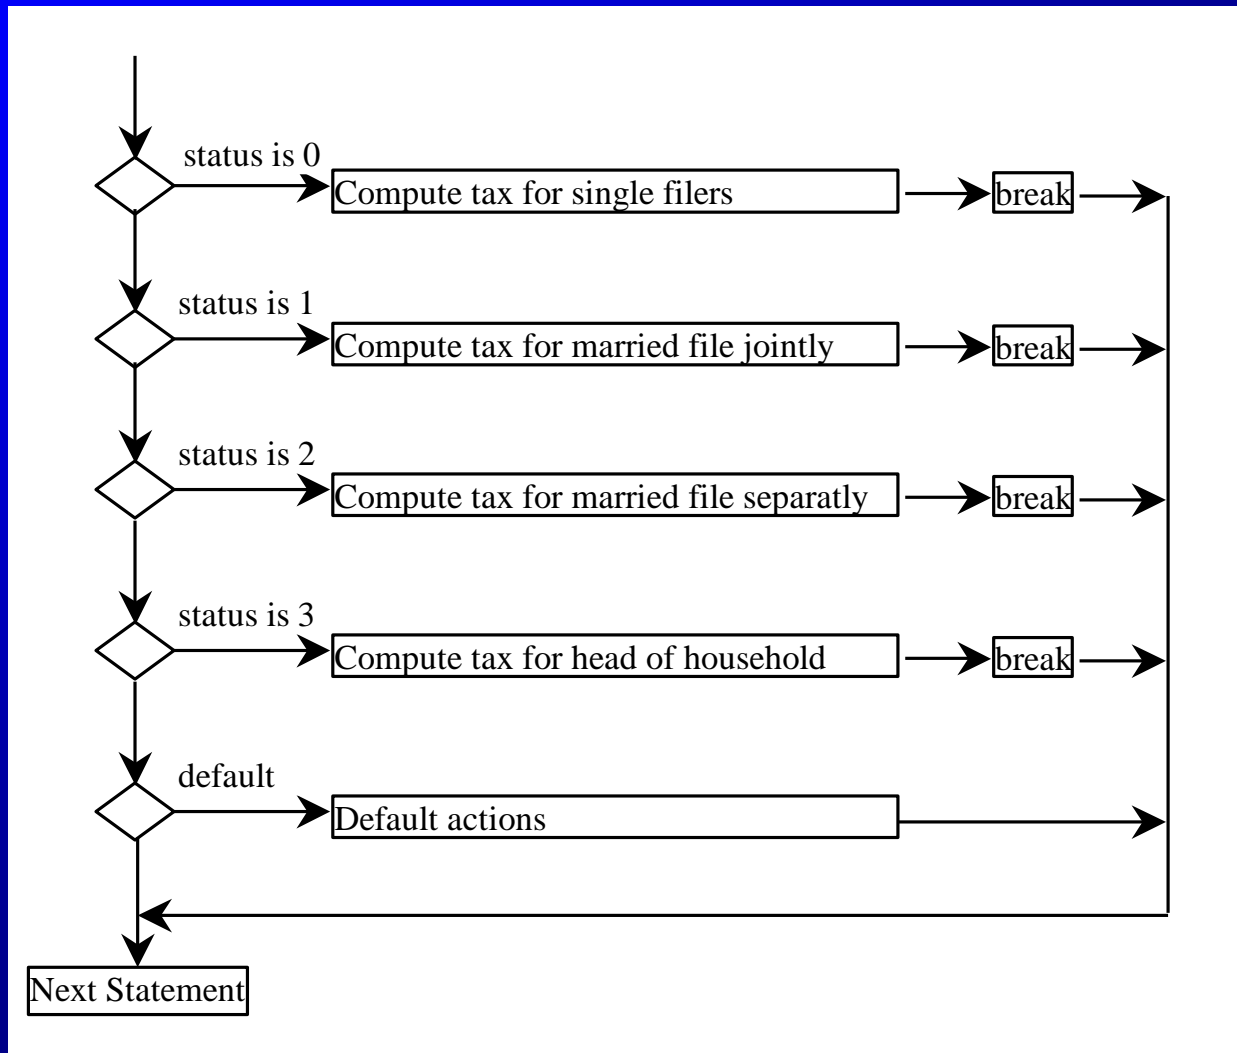 status is 0
Compute tax for single filers
break
status is 1
Compute tax for married file jointly
break
status is 2
Compute tax for married file separatly
break
status is 3
Compute tax for head of household
break
default
Default actions
Next Statement